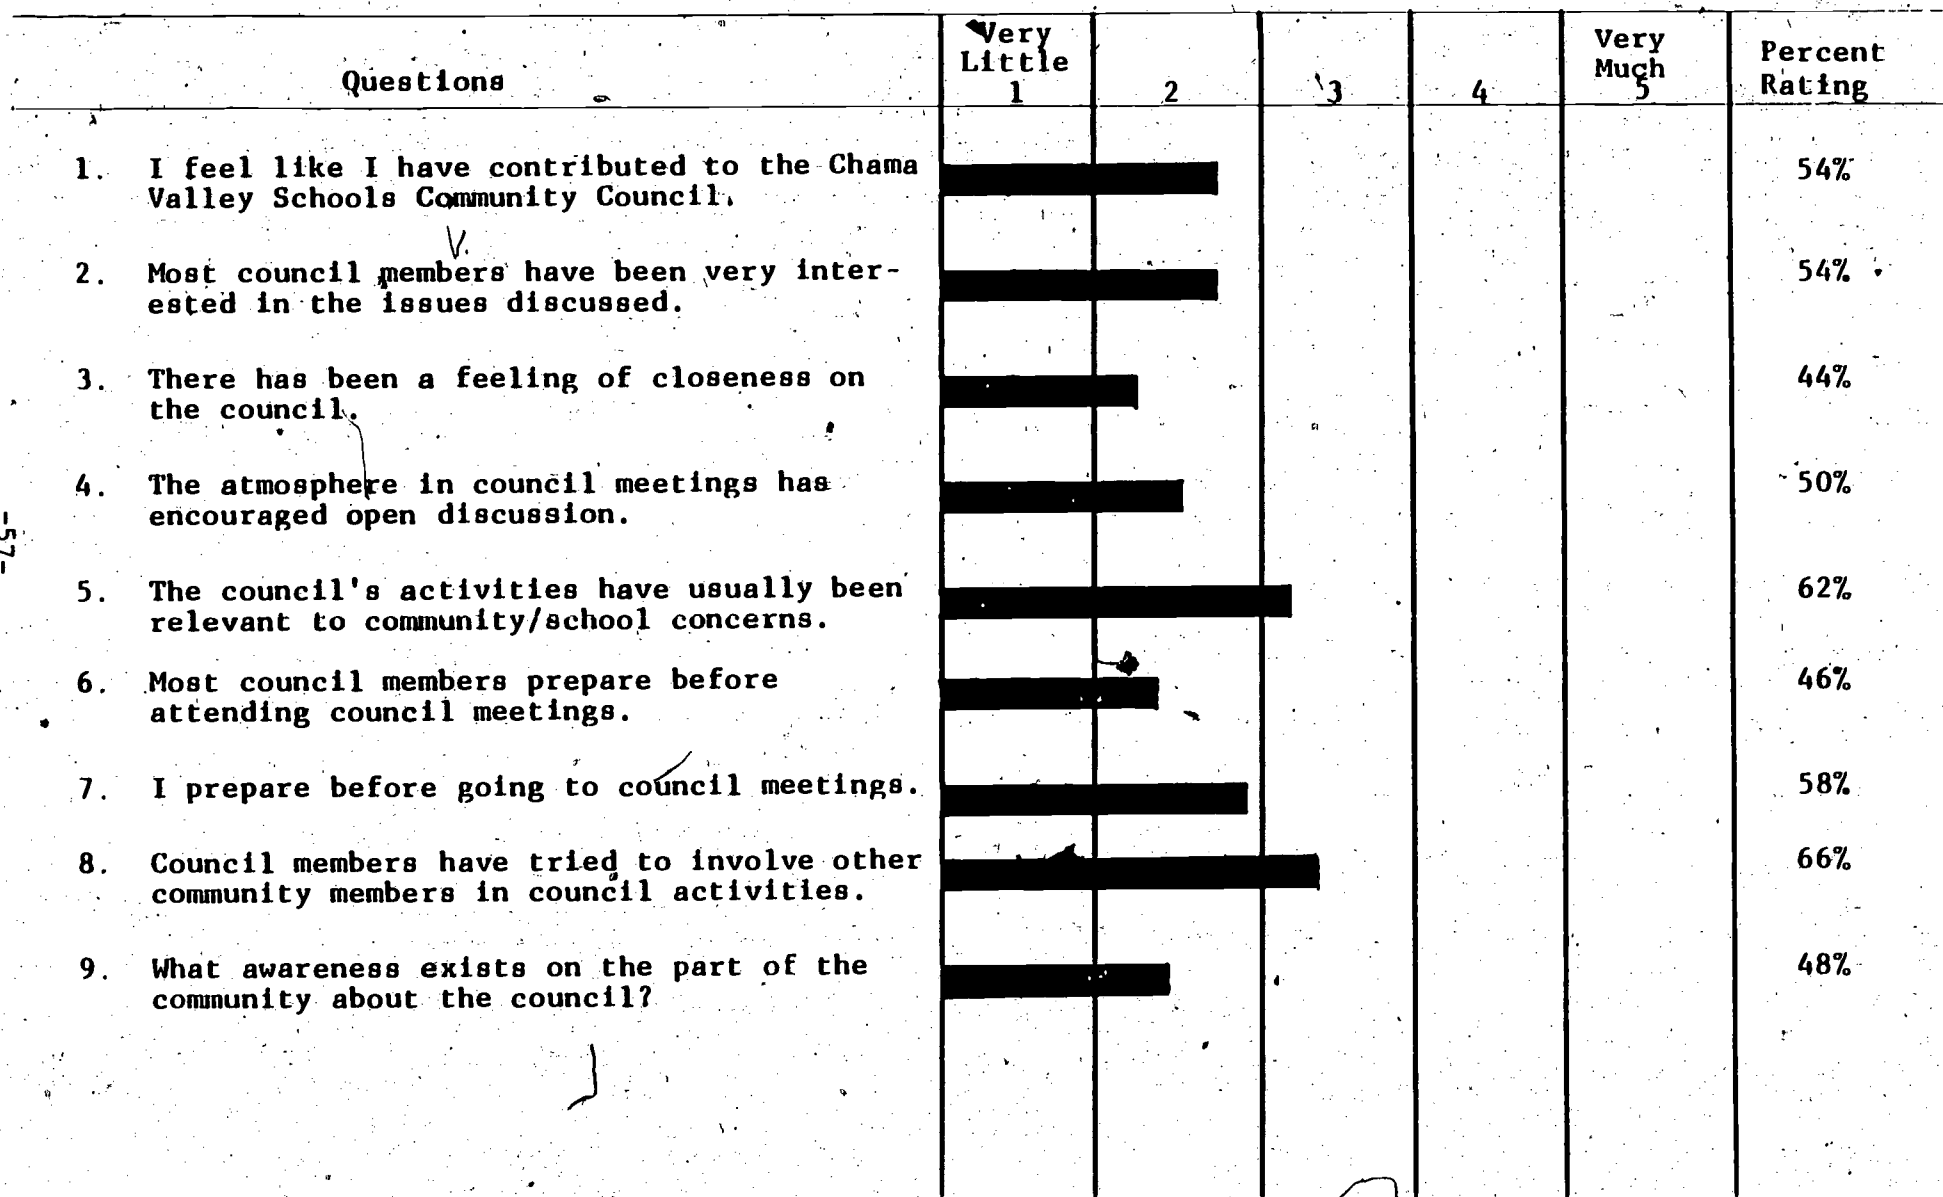 Questions
Very
Little
1
2
3
4
Very
Much
5
Percent
Rating
1. I feel like I have contributed to the Chama
Valley Schools Community Council.
54%
2. Most council members have been very inter-
ested in the issues discussed.
54%
3. There has been a feeling of closeness on
the council.
44%
4. The atmosphere in council meetings has
encouraged open discussion.
50%
5. The council's activities have usually been
relevant to community/school concerns.
62%
6. Most council members prepare before
attending council meetings.
46%
7. I prepare before going to council meetings.
58%
8. Council members have tried to involve other
community members in council activities.
66%
9. What awareness exists on the part of the
community about the council?
48%
-57-